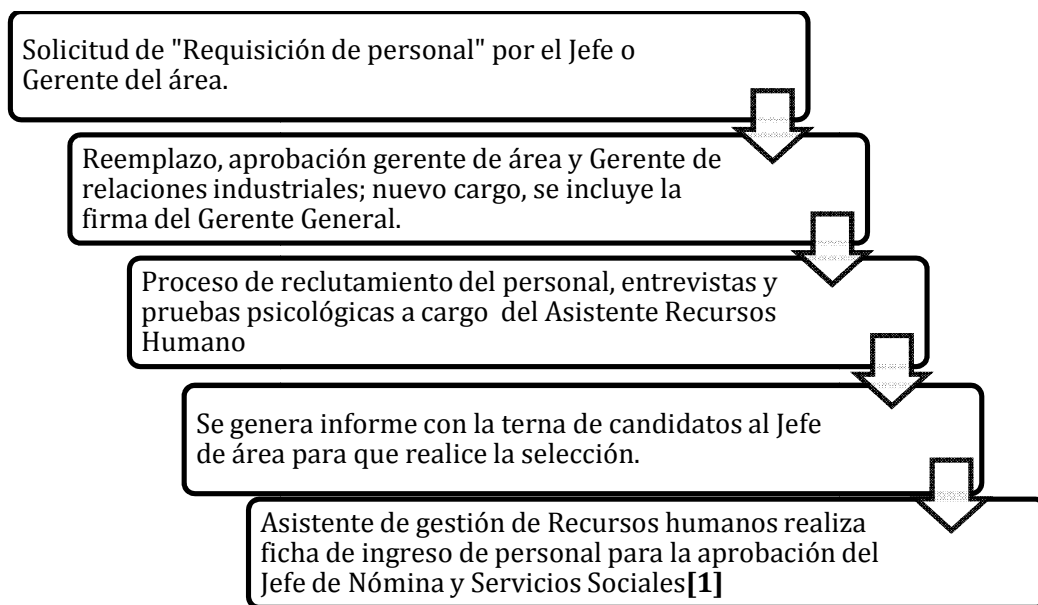 Solicitud de "Requisición de personal" por el Jefe o
Gerente del área.
Reemplazo, aprobación gerente de área y Gerente de
relaciones industriales; nuevo cargo, se incluye la
firma del Gerente General.
Proceso de reclutamiento del personal, entrevistas y
pruebas psicológicas a cargo  del Asistente Recursos
Humano
Se genera informe con la terna de candidatos al Jefe
de área para que realice la selección.
Asistente de gestión de Recursos humanos realiza
ficha de ingreso de personal para la aprobación del
Jefe de Nómina y Servicios Sociales[1]